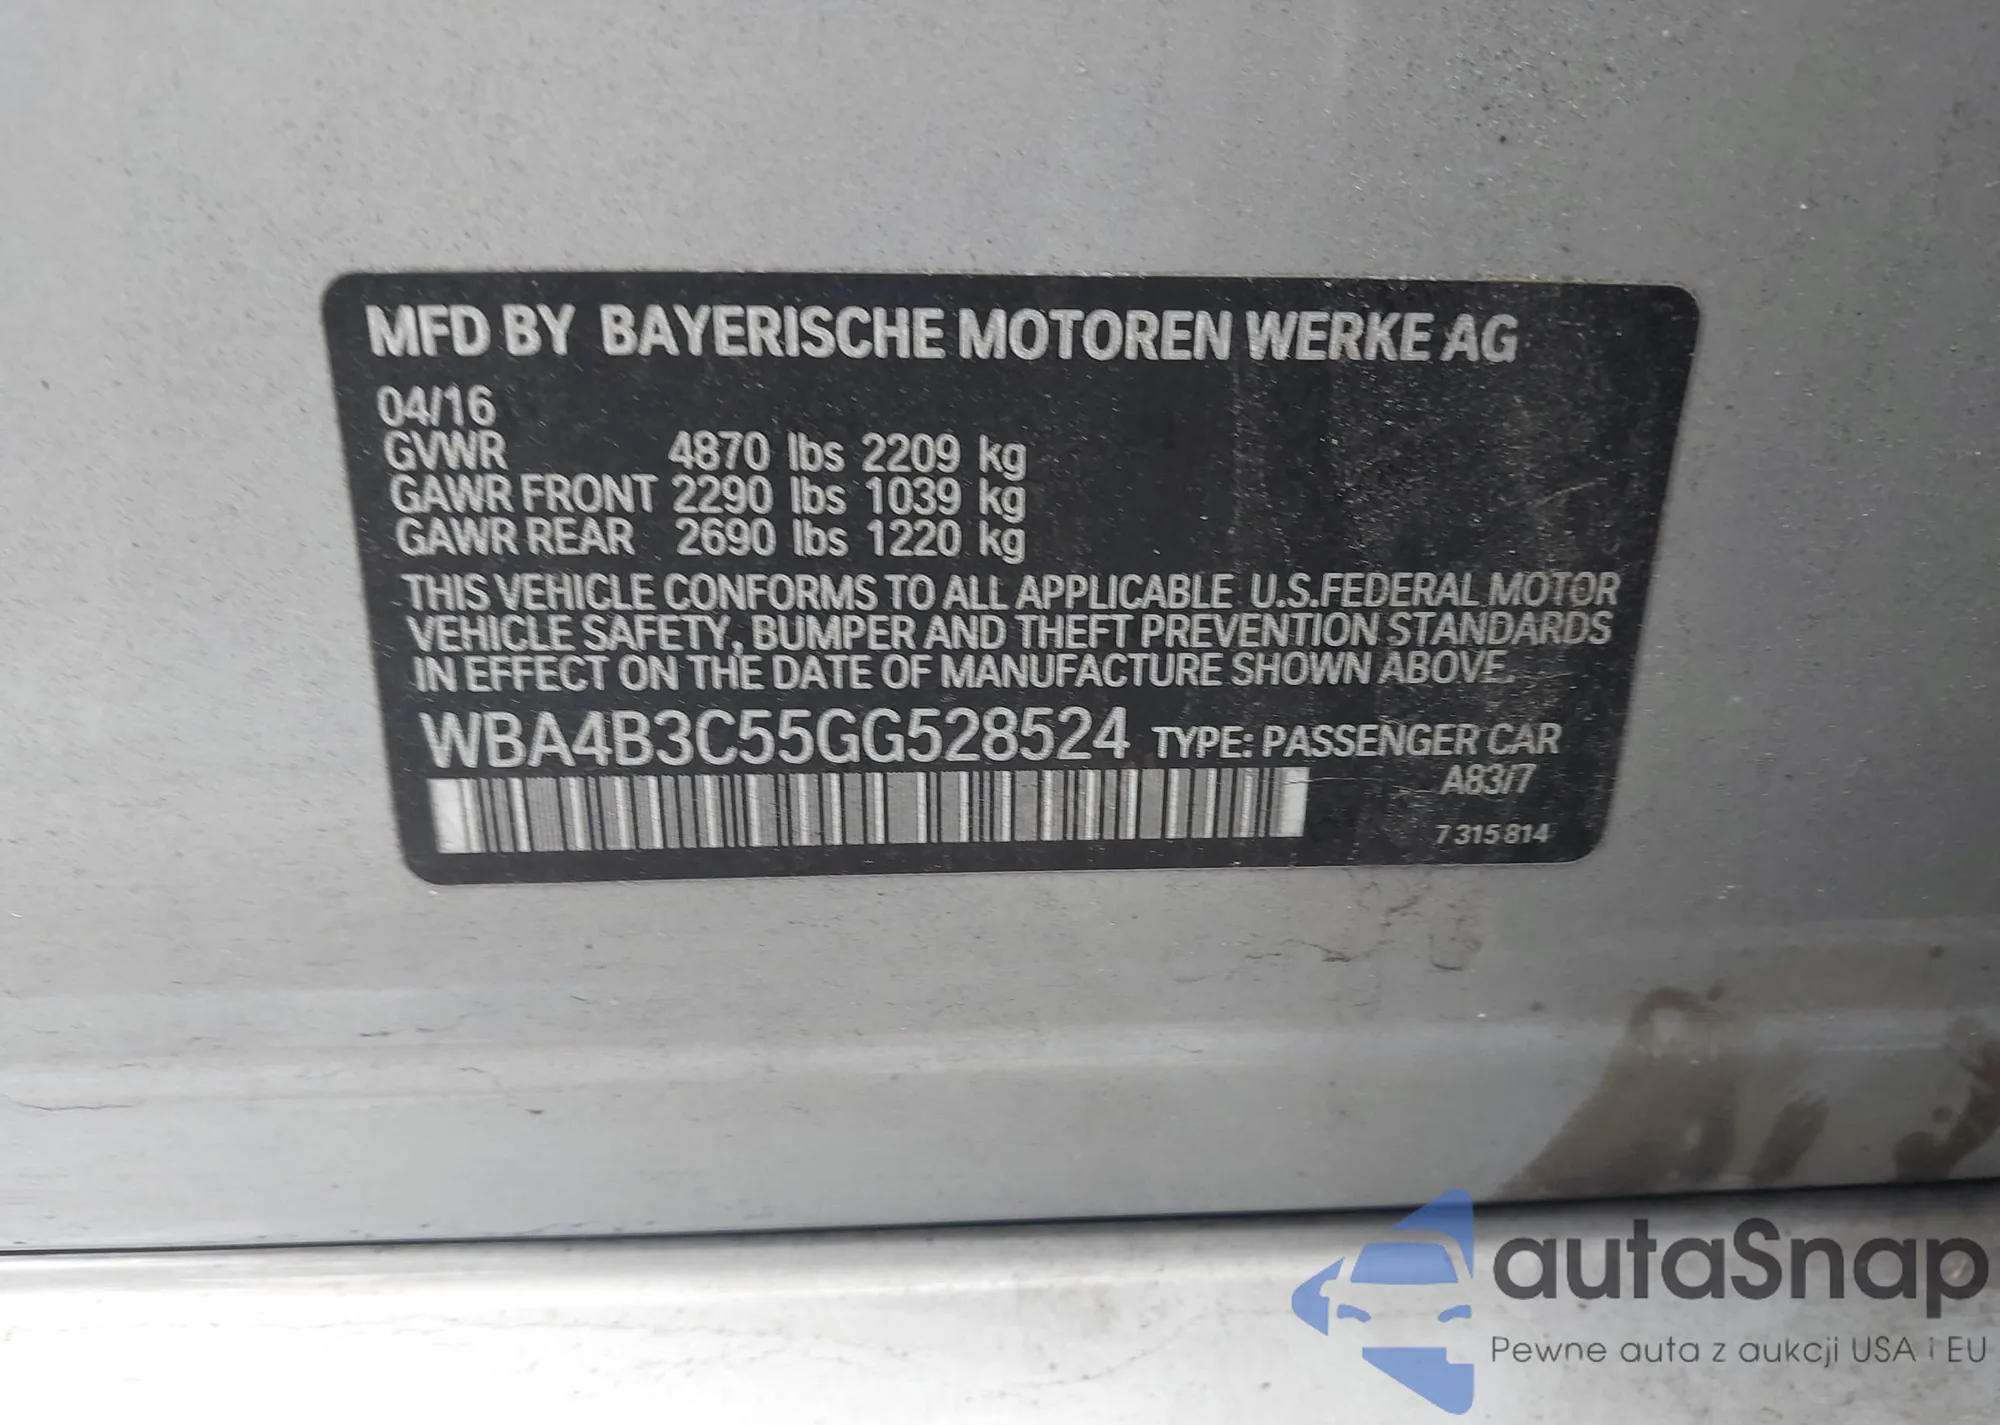 MFD BY BAYERISCHE MOTOREN WERKE AG
04/16
GVWR 4870 lbs 2209 kg
GAWR FRONT 2290 lbs 1039 kg
GAWR REAR 2690 lbs 1220 kg
THIS VEHICLE CONFORMS TO ALL APPLICABLE U.S.FEDERAL MOTOR
VEHICLE SAFETY, BUMPER AND THEFT PREVENTION STANDARDS
IN EFFECT ON THE DATE OF MANUFACTURE SHOWN ABOVE.
WBA4B3C55GG528524 TYPE: PASSENGER CAR
A83/7
7 315 814
autaSnap
Pewne auta z aukcji USA i EU